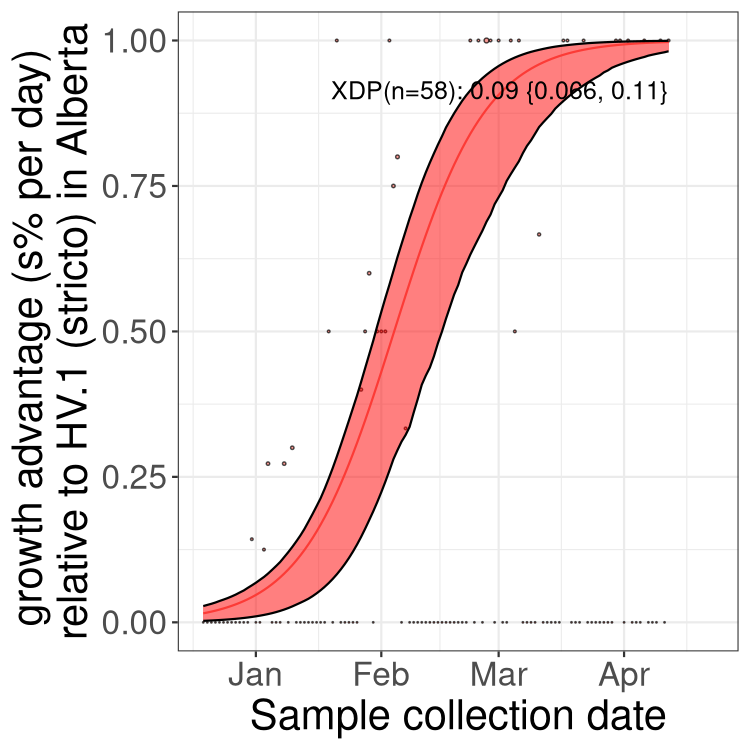 growth advantage (s% per day)
relative to HV.1 (stricto) in Alberta
1.00
0.75
0.50
0.25
0.00
XDP(n=58): 0.09 {0.066, 0.11}
Jan Feb Mar Apr
Sample collection date